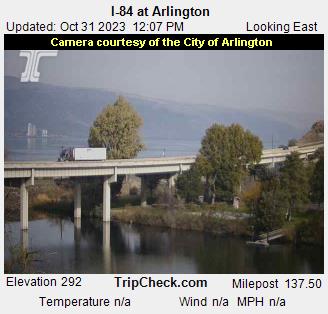 I-84 at Arlington
Updated: Oct 31 2023 12:07 PM Looking East
Camera courtesy of the City of Arlington
Elevation 292 TripCheck.com Milepost 137.50
Temperature n/a Wind n/a MPH n/a